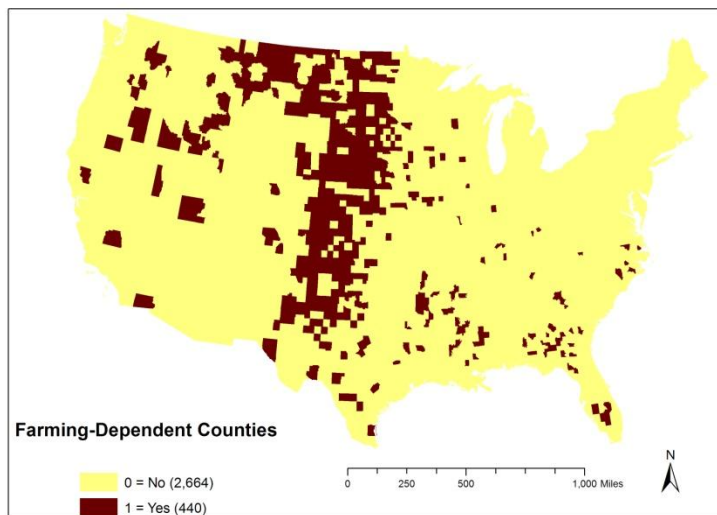 Farming-Dependent Counties
0 = No (2,664)
1 = Yes (440)
N
0 250 500 1,000 Miles